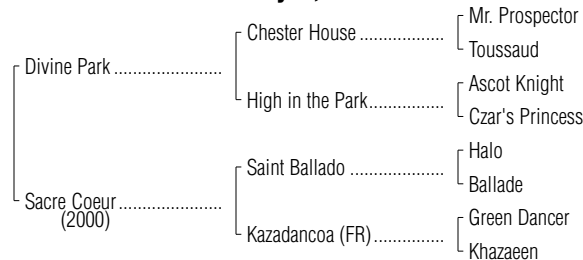 Chester House
Mr. Prospector
Toussaud
Divine Park
High in the Park
Ascot Knight
Czar's Princess
Saint Ballado
Halo
Ballade
Sacre Coeur
(2000)
Kazadancoa (FR)
Green Dancer
Khazaeen